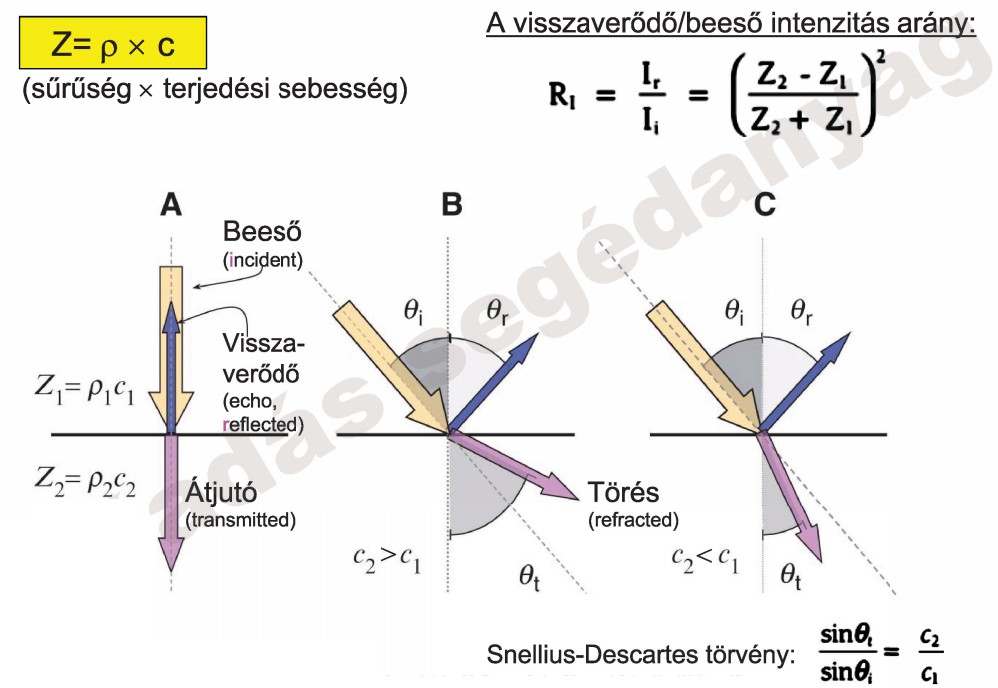 Z= ρ × c
(sűrűség × terjedési sebesség)
A visszaverődő/beeső intenzitás arány:
R₁ = Iᵣ / Iᵢ = ( (Z₂ - Z₁) / (Z₂ + Z₁) )²
A
Beeső
(incident)
Vissza-
verődő
(echo,
reflected)
Z₁= ρ₁c₁
Z₂= ρ₂c₂
Átjutó
(transmitted)
B
θᵢ
θᵣ
c₂ > c₁
θₜ
Törés
(refracted)
C
θᵢ
θᵣ
c₂ < c₁
θₜ
Snellius-Descartes törvény: sinθₜ / sinθᵢ = c₂ / c₁
adás segédanyag